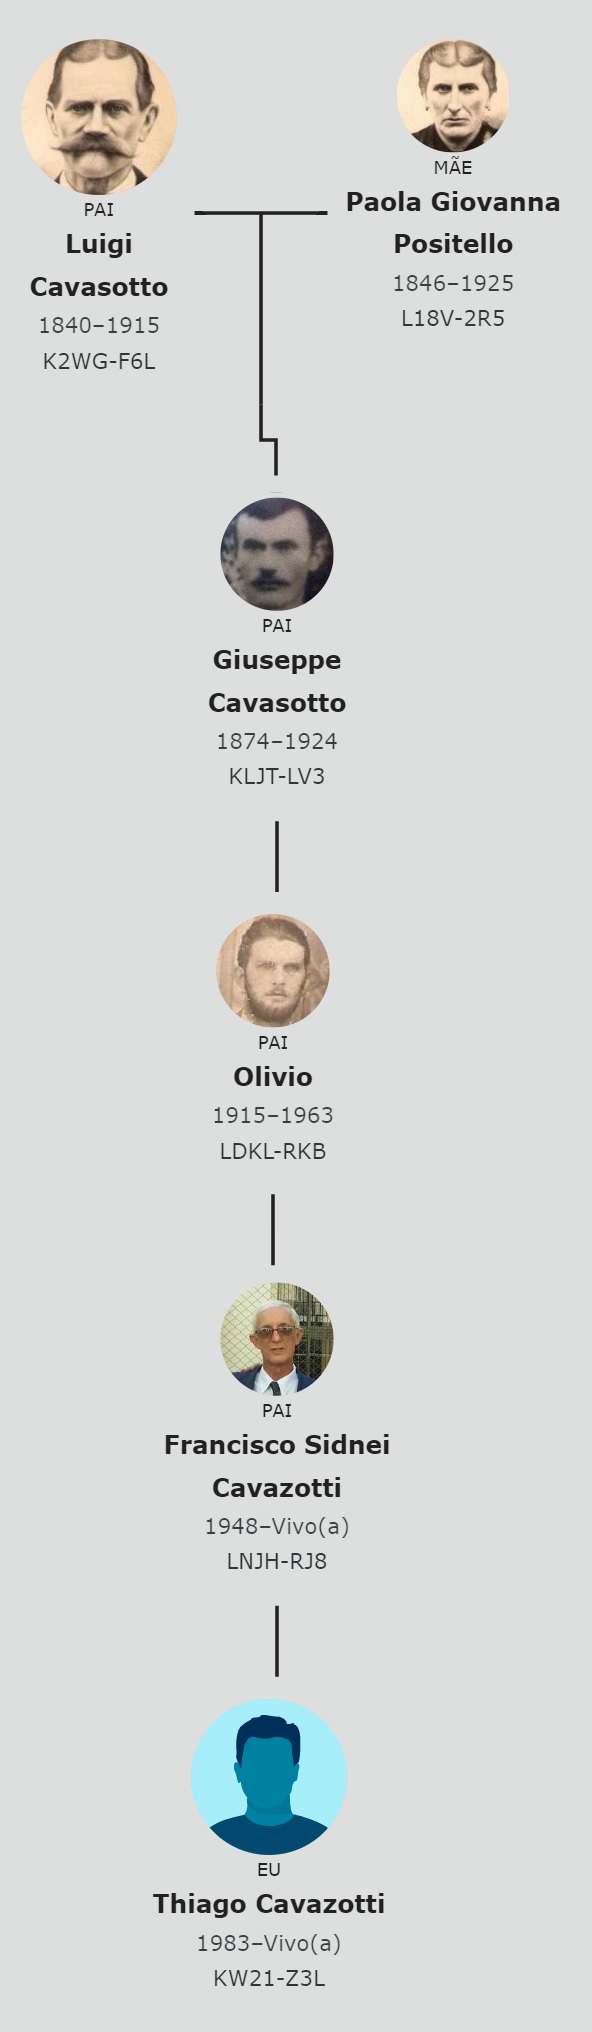 PAI
Luigi
Cavasotto
1840–1915
K2WG-F6L
MÃE
Paola Giovanna
Positello
1846–1925
L18V-2R5
PAI
Giuseppe
Cavasotto
1874–1924
KLJT-LV3
PAI
Olivio
1915–1963
LDKL-RKB
PAI
Francisco Sidnei
Cavazotti
1948–Vivo(a)
LNJH-RJ8
EU
Thiago Cavazotti
1983–Vivo(a)
KW21-Z3L